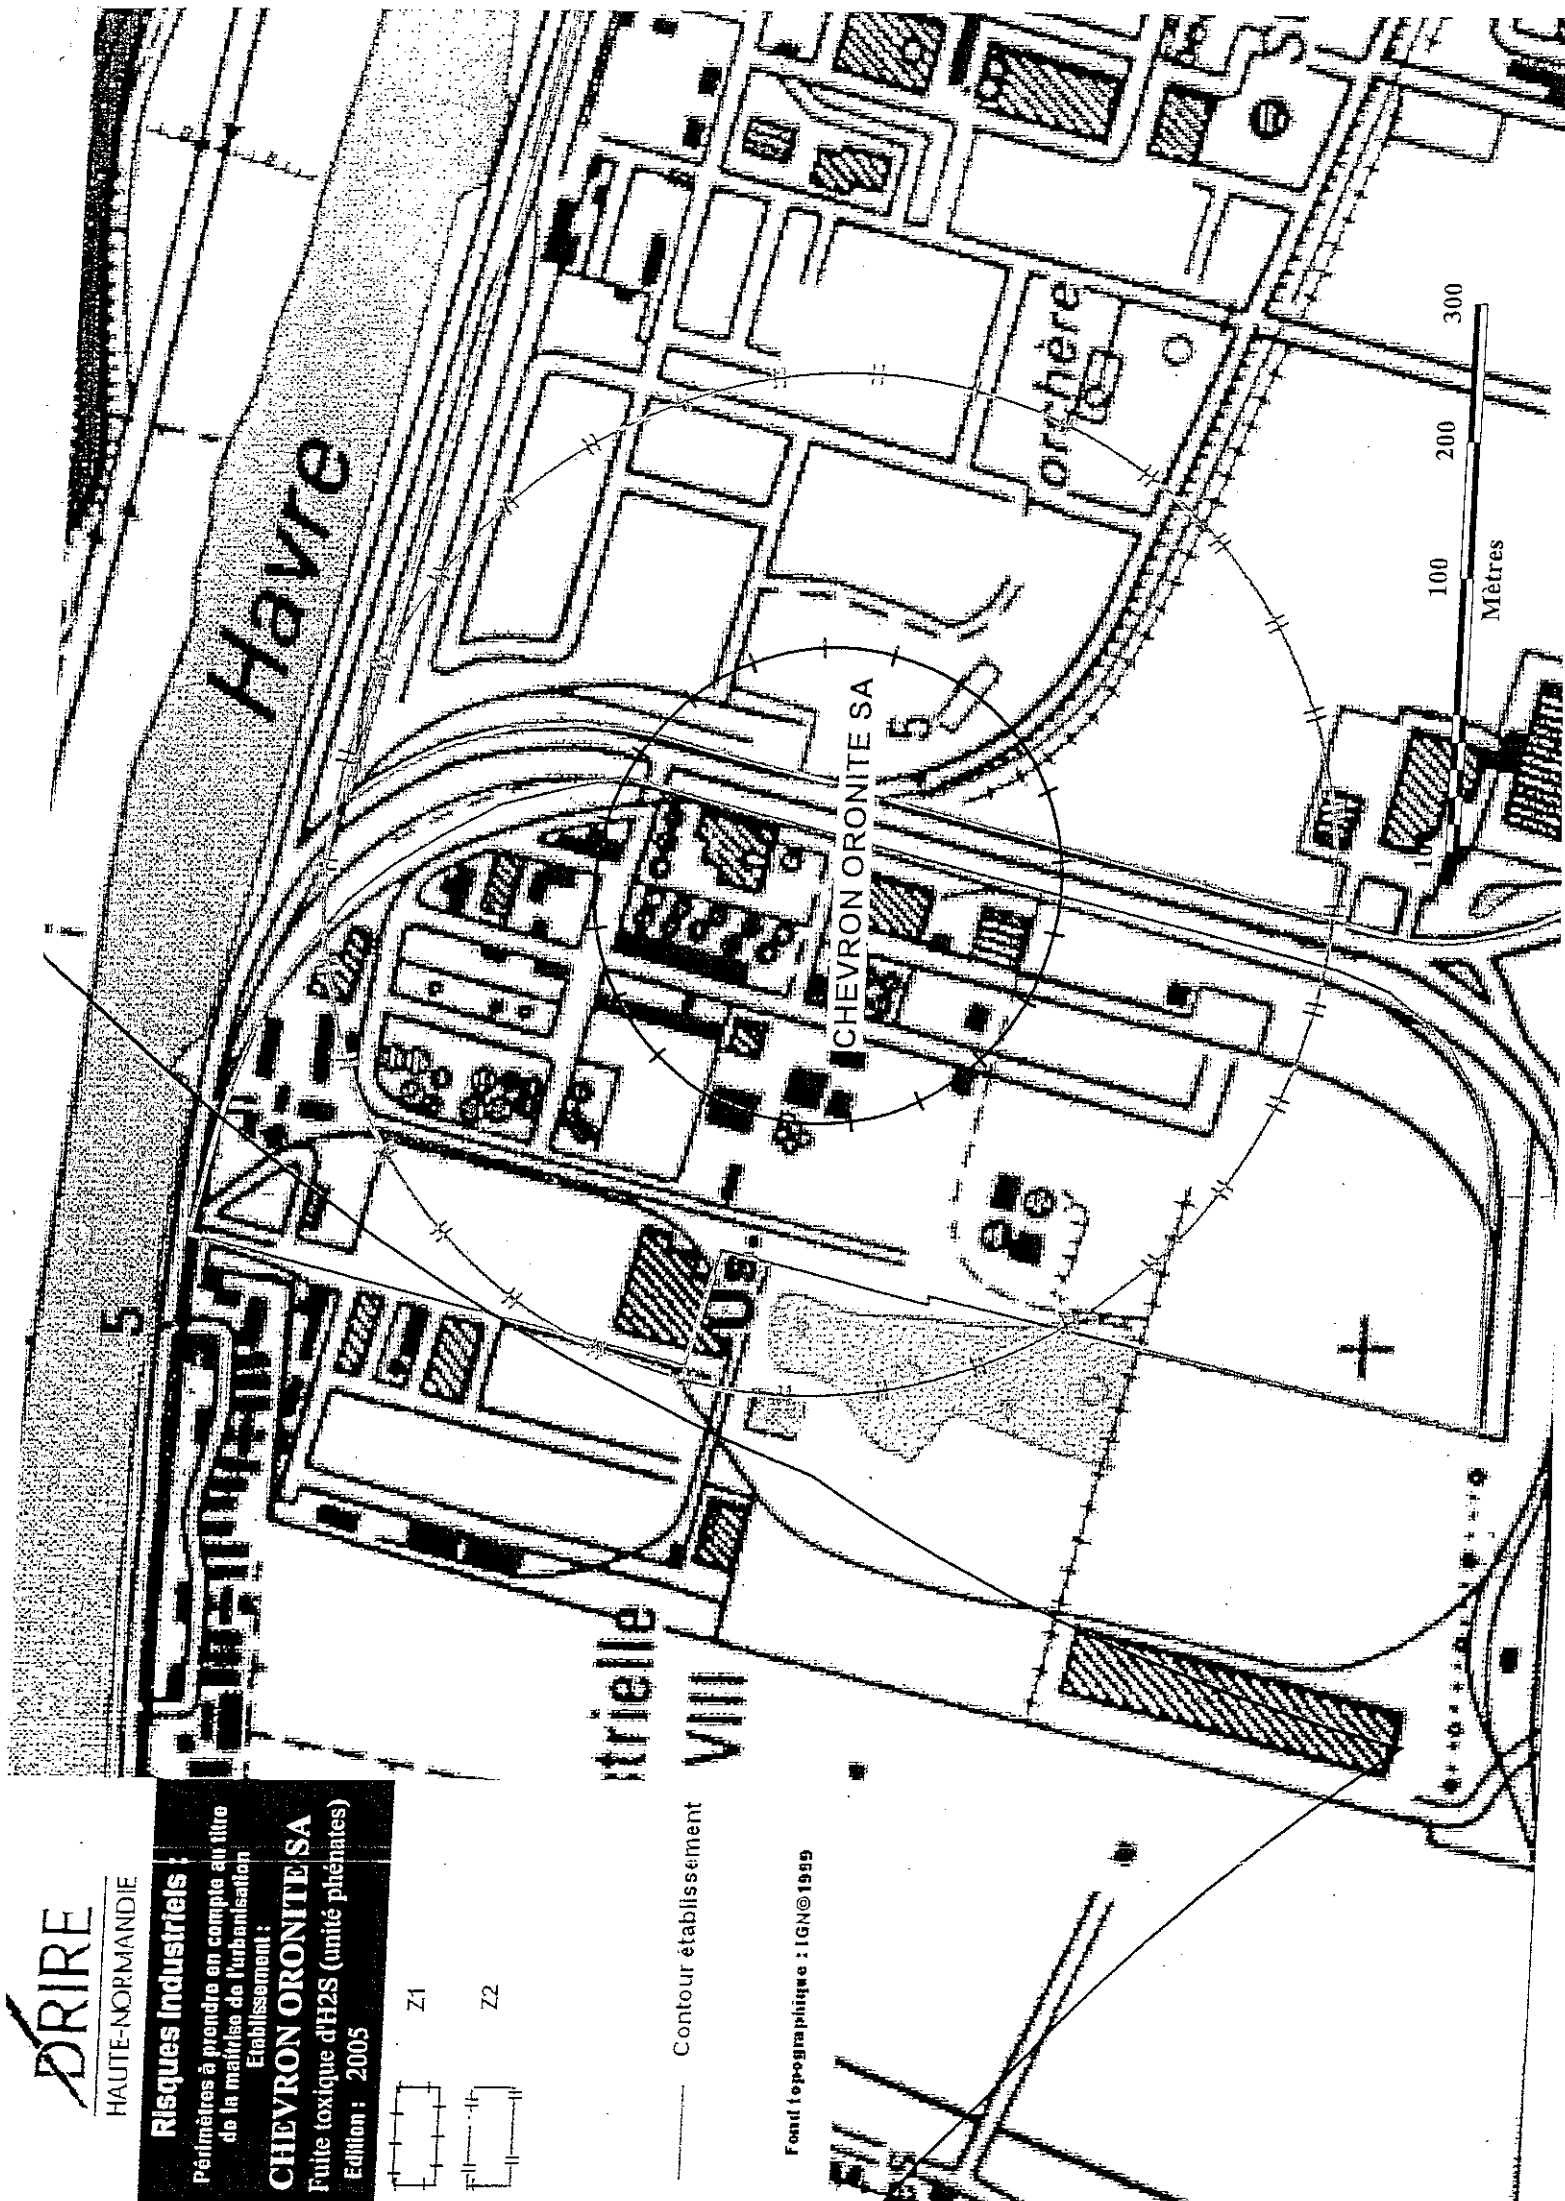 DRIRE
HAUTE-NORMANDIE
Risques Industriels :
Périmètres à prendre en compte au titre
de la maîtrise de l'urbanisation
Etablissement :
CHEVRON ORONITE SA
Fuite toxique d'H2S (unité phénates)
Edition : 2005
Z1
Z2
Contour établissement
Fond topographique : IGN©1999
Havre
5
CHEVRON ORONITE SA
5
orchère
Us
itrielle
VIII
100
200
300
Mètres